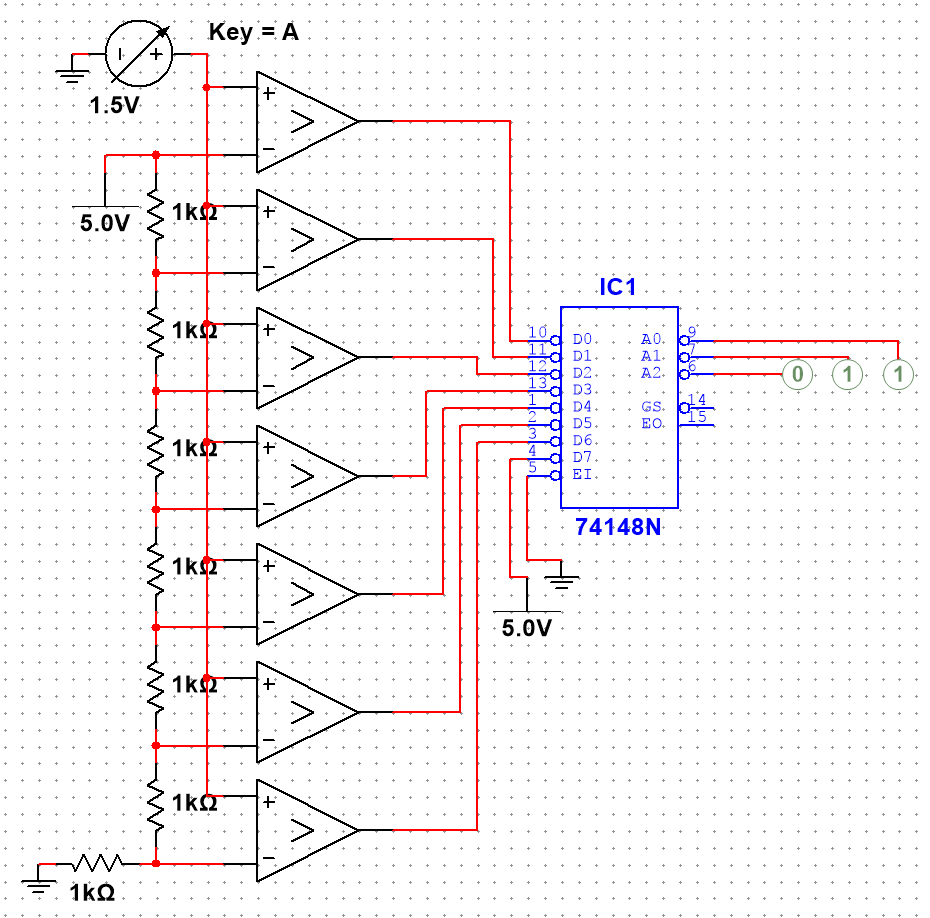 Key = A
+
1.5V
+
>
−
1kΩ
5.0V
+
>
−
1kΩ
+
>
−
1kΩ
+
>
−
1kΩ
+
>
−
1kΩ
+
>
−
1kΩ
+
>
−
1kΩ
IC1
10 D0 A0 9
11 D1 A1 7
12 D2 A2 6 0 1 1
13 D3
1 D4 GS 14
2 D5 EO 15
3 D6
4 D7
5 EI
74148N
5.0V